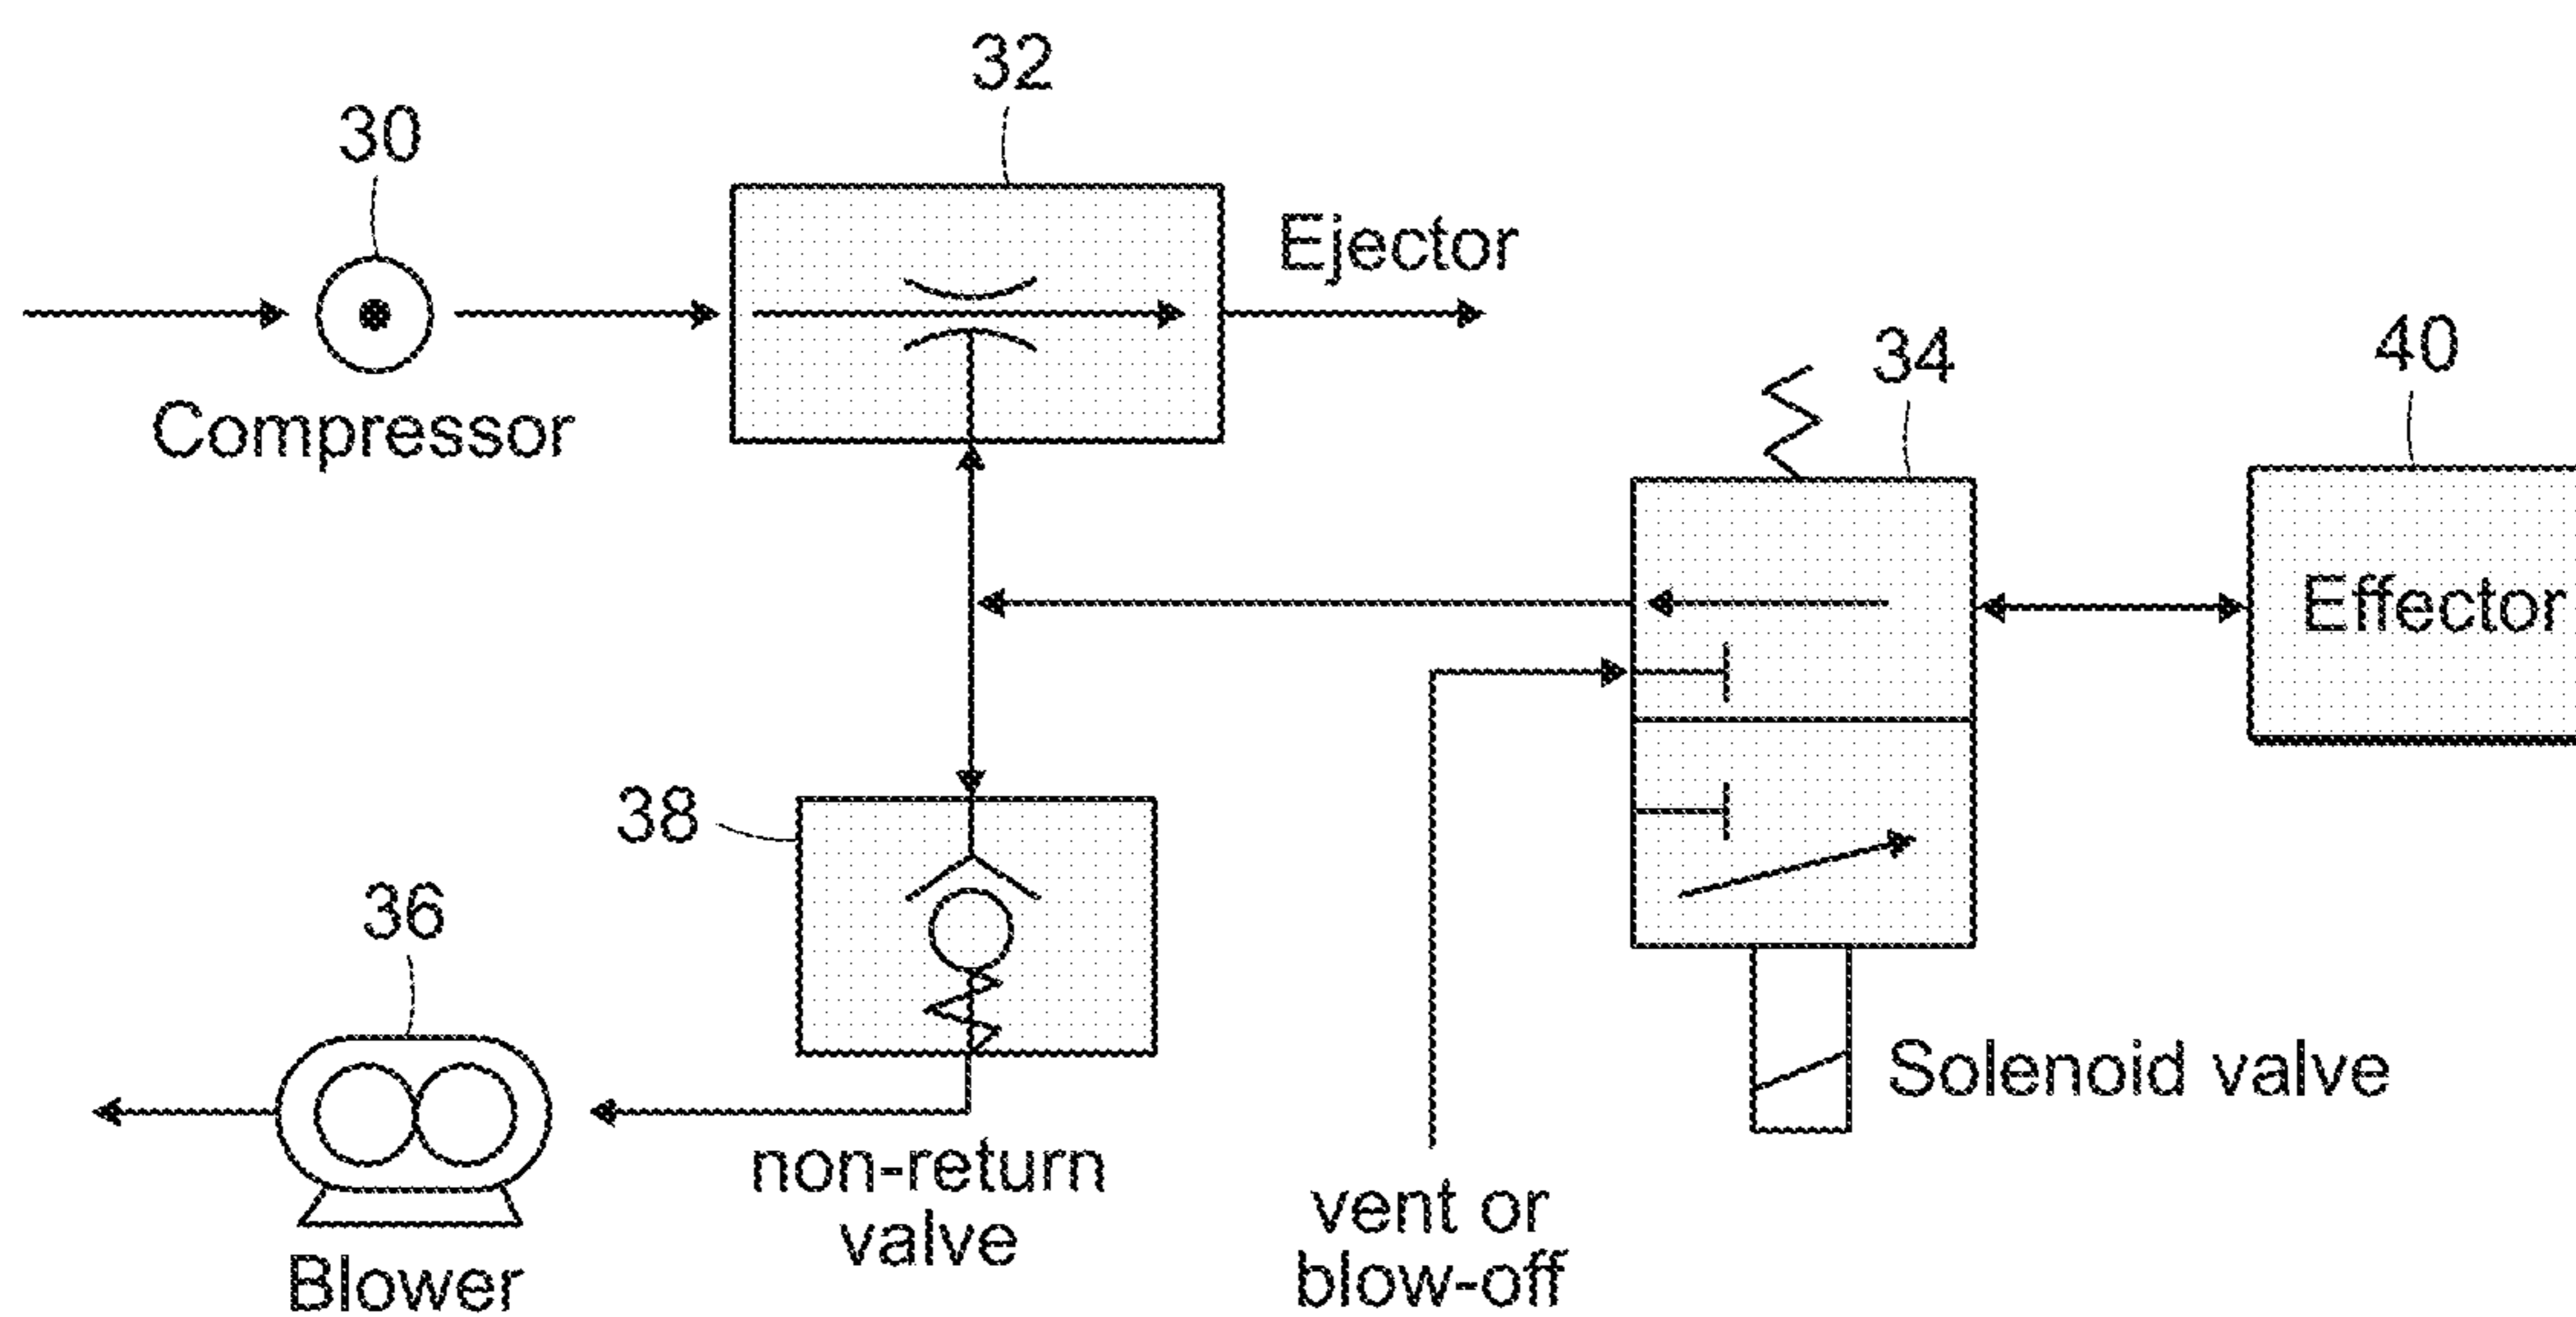 32
30
Ejector
Compressor
34
40
Effector
38
36
Solenoid valve
non-return
valve
vent or
blow-off
Blower